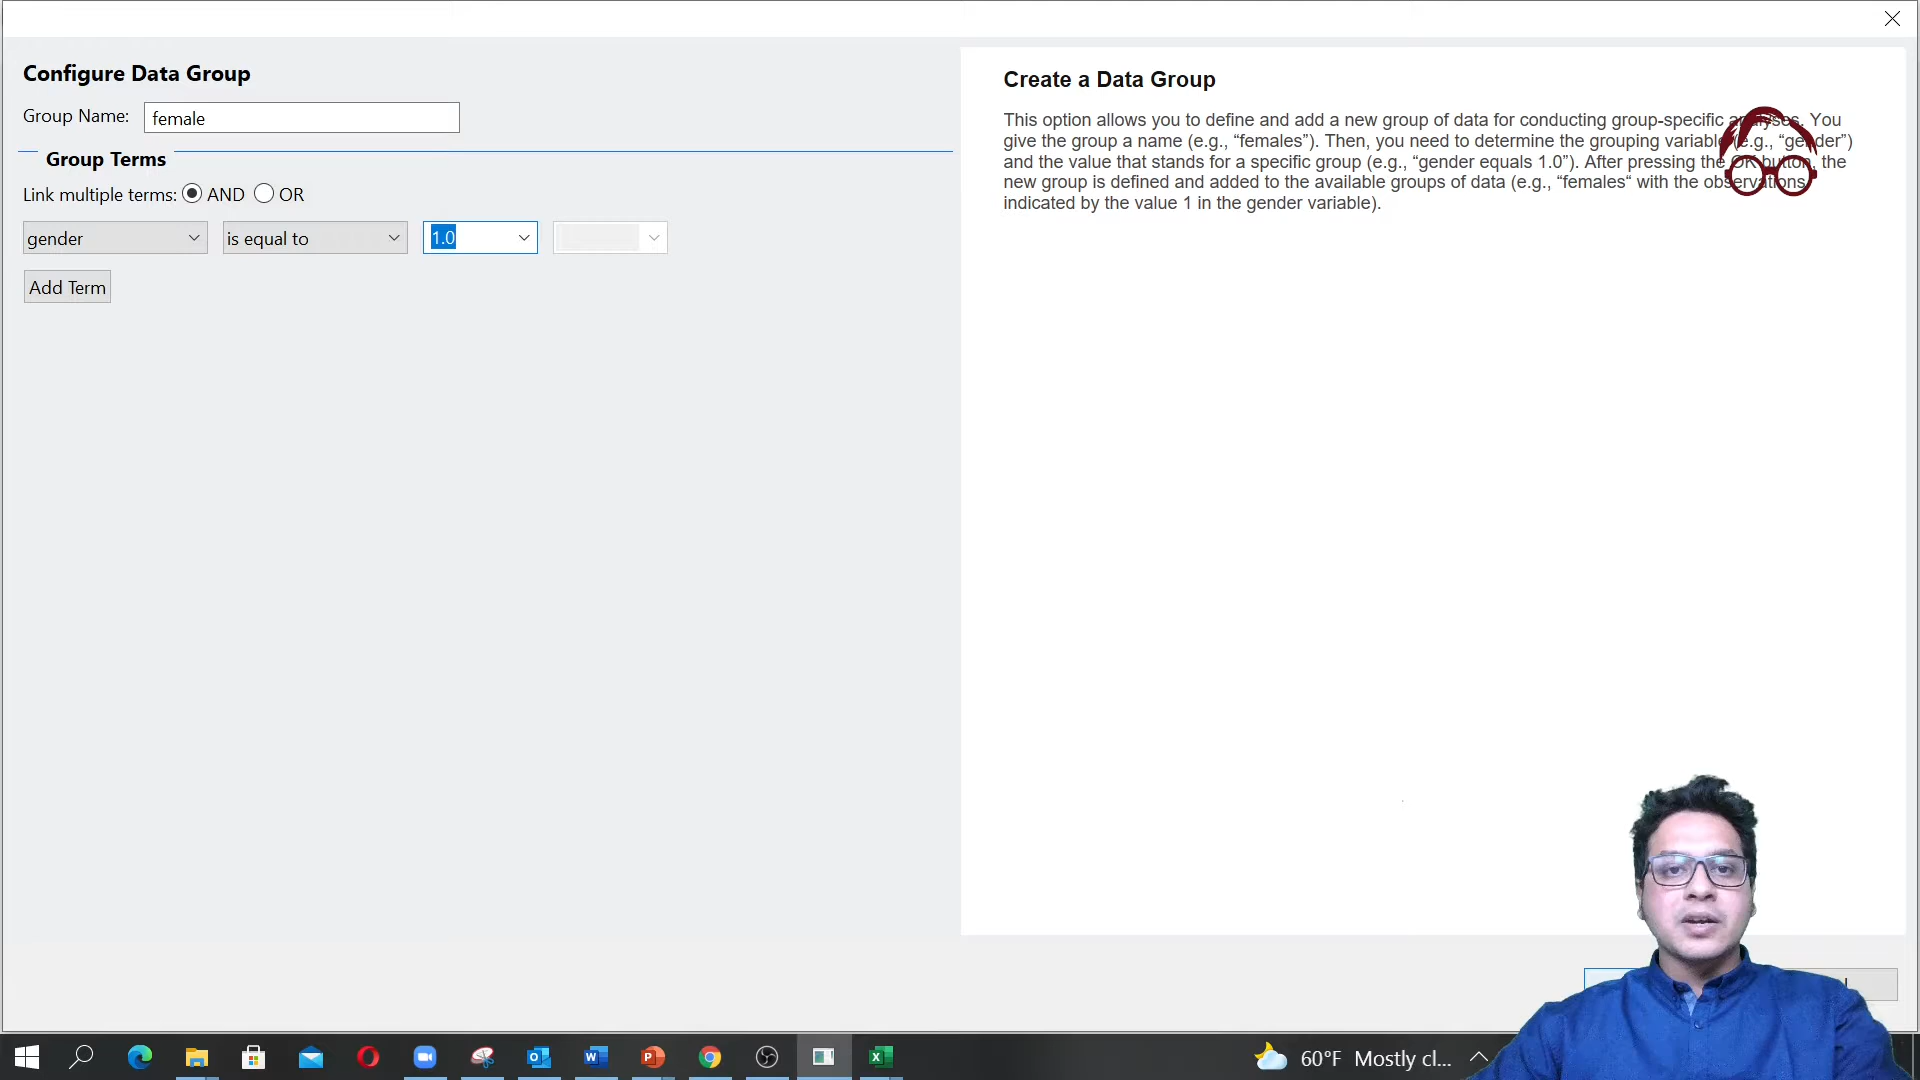 Configure Data Group
Group Name: female
Group Terms
Link multiple terms: AND OR
gender is equal to 1.0
Add Term
Create a Data Group
This option allows you to define and add a new group of data for conducting group-specific analyses. You
give the group a name (e.g., “females”). Then, you need to determine the grouping variable (e.g., “gender”)
and the value that stands for a specific group (e.g., “gender equals 1.0”). After pressing the OK button, the
new group is defined and added to the available groups of data (e.g., “females“ with the observations
indicated by the value 1 in the gender variable).
60°F Mostly cl...